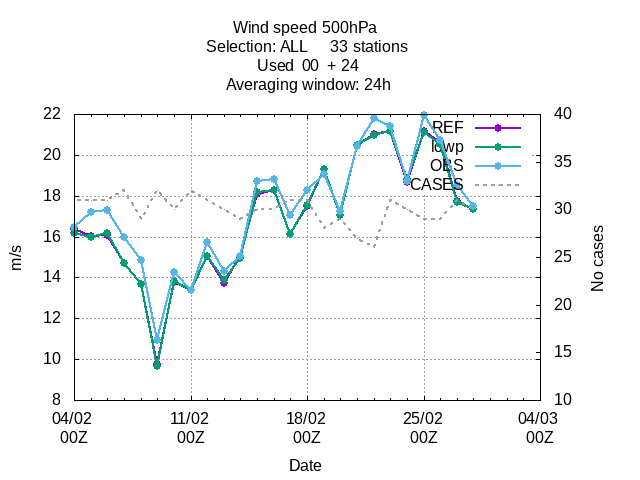 Wind speed 500hPa
Selection: ALL 33 stations
Used 00 + 24
Averaging window: 24h
22
20
18
16
14
12
10
8
m/s
40
35
30
25
20
15
10
No cases
REF
lowp
OBS
CASES
04/02 11/02 18/02 25/02 04/03
00Z 00Z 00Z 00Z 00Z
Date